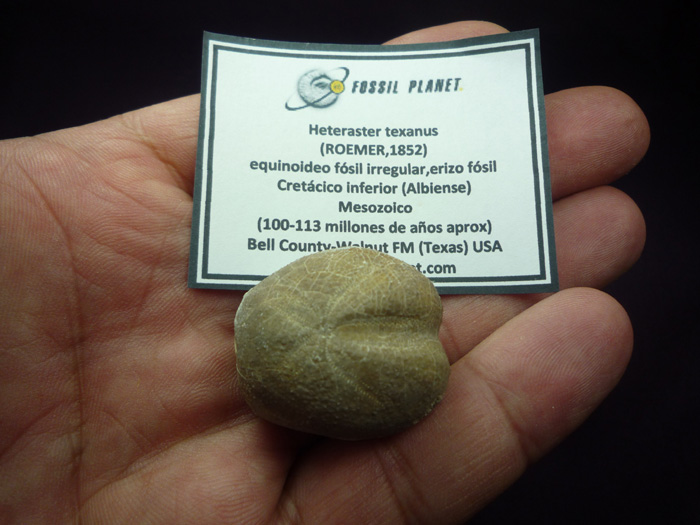 FOSSIL PLANET
Heteraster texanus
(ROEMER,1852)
equinoideo fósil irregular,erizo fósil
Cretácico inferior (Albiense)
Mesozoico
(100-113 millones de años aprox)
Bell County-Walnut FM (Texas) USA
t.com